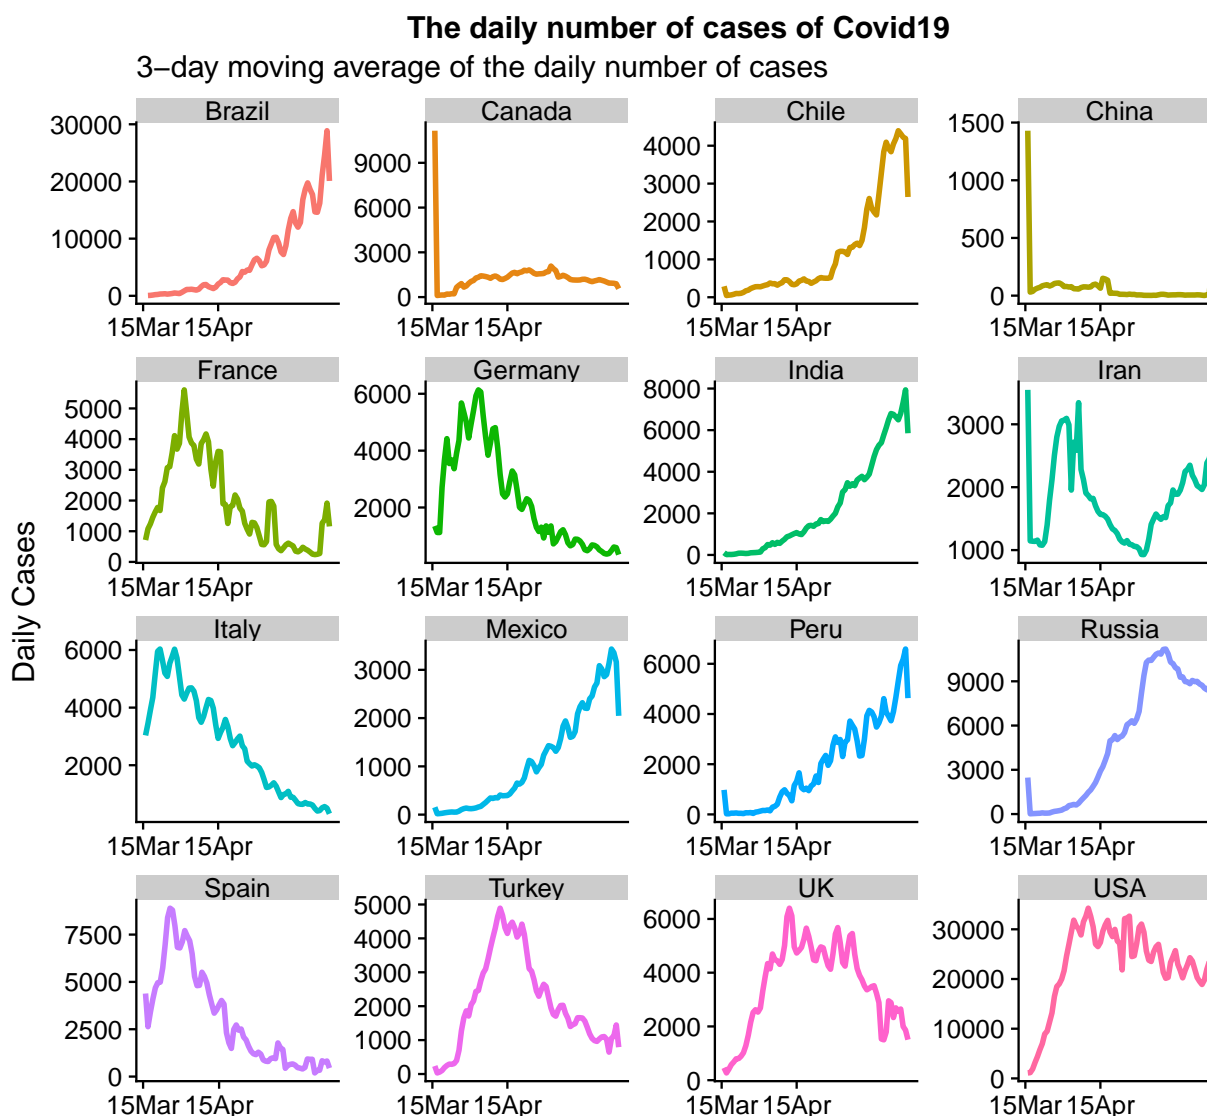 The daily number of cases of Covid19
3−day moving average of the daily number of cases
Daily Cases
Brazil
30000
20000
10000
0
15Mar 15Apr
Canada
9000
6000
3000
0
15Mar 15Apr
Chile
4000
3000
2000
1000
0
15Mar 15Apr
China
1500
1000
500
0
15Mar 15Apr
France
5000
4000
3000
2000
1000
0
15Mar 15Apr
Germany
6000
4000
2000
15Mar 15Apr
India
8000
6000
4000
2000
0
15Mar 15Apr
Iran
3000
2000
1000
15Mar 15Apr
Italy
6000
4000
2000
15Mar 15Apr
Mexico
3000
2000
1000
0
15Mar 15Apr
Peru
6000
4000
2000
0
15Mar 15Apr
Russia
9000
6000
3000
0
15Mar 15Apr
Spain
7500
5000
2500
0
15Mar 15Apr
Turkey
5000
4000
3000
2000
1000
0
15Mar 15Apr
UK
6000
4000
2000
0
15Mar 15Apr
USA
30000
20000
10000
0
15Mar 15Apr